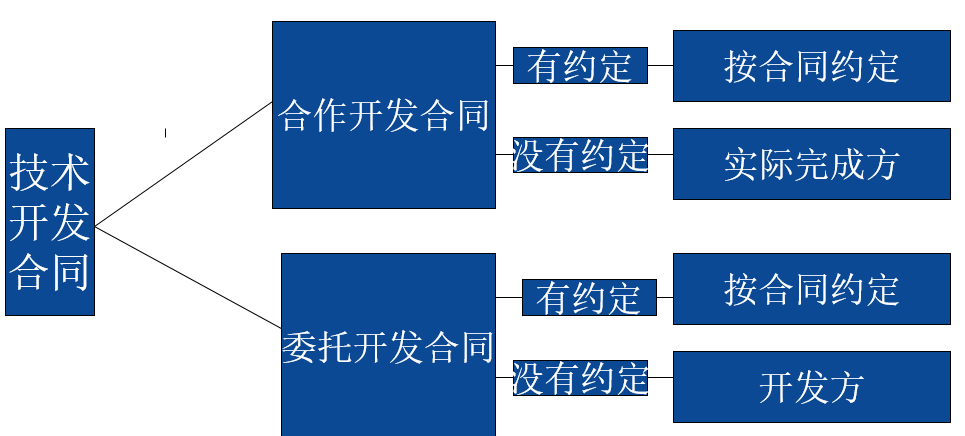 技术
开发
合同
合作开发合同
有约定
按合同约定
没有约定
实际完成方
委托开发合同
有约定
按合同约定
没有约定
开发方